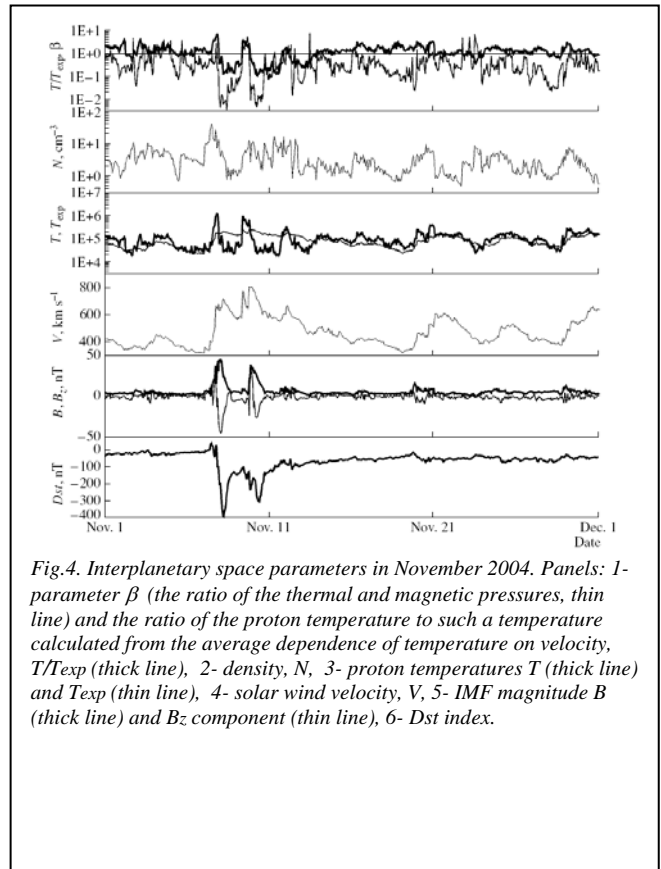 1E+1
1E+0
1E-1
1E-2
T/Texp, β
1E+2
1E+1
1E+0
N, cm−3
1E+7
1E+6
1E+5
1E+4
T, Texp
800
600
400
V, km s−1
50
0
−50
B, Bz, nT
0
−100
−200
−300
−400
Dst, nT
Nov. 1 Nov. 11 Nov. 21 Dec. 1
Date
Fig.4. Interplanetary space parameters in November 2004. Panels: 1-
parameter β (the ratio of the thermal and magnetic pressures, thin
line) and the ratio of the proton temperature to such a temperature
calculated from the average dependence of temperature on velocity,
T/Texp (thick line), 2- density, N, 3- proton temperatures T (thick line)
and Texp (thin line), 4- solar wind velocity, V, 5- IMF magnitude B
(thick line) and Bz component (thin line), 6- Dst index.